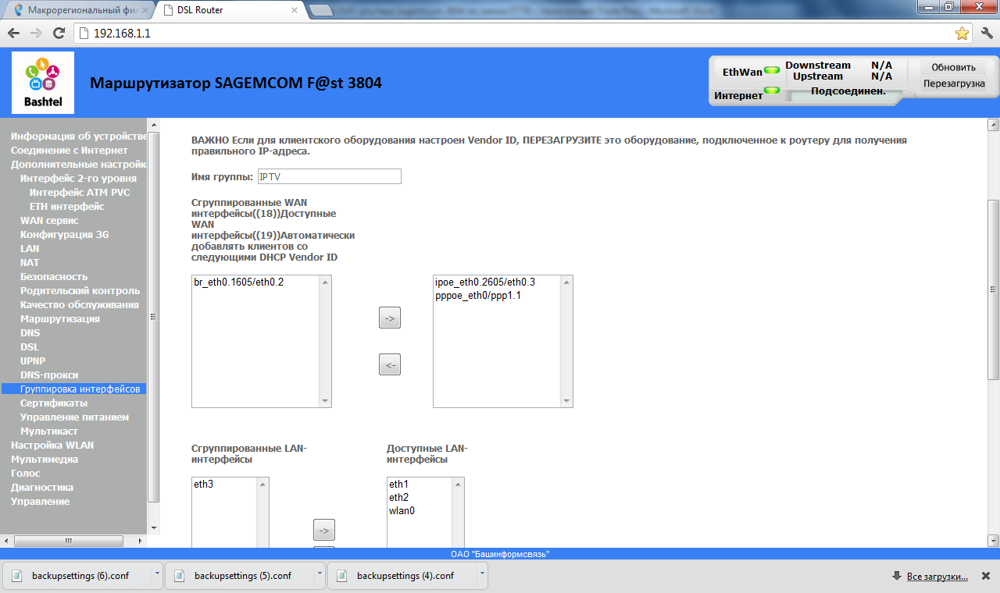 Макрорегиональный фил
DSL Router
192.168.1.1
Bashtel
Маршрутизатор SAGEMCOM F@st 3804
EthWan
Downstream N/A
Upstream N/A
Интернет
Подсоединен.
Обновить
Перезагрузка
Информация об устройстве
Соединение с Интернет
Дополнительные настройк
Интерфейс 2-го уровня
Интерфейс ATM PVC
ETH интерфейс
WAN сервис
Конфигурация 3G
LAN
NAT
Безопасность
Родительский контроль
Качество обслуживания
Маршрутизация
DNS
DSL
UPNP
DNS-прокси
Группировка интерфейсов
Сертификаты
Управление питанием
Мультикаст
Настройка WLAN
Мультимедиа
Голос
Диагностика
Управление
ВАЖНО Если для клиентского оборудования настроен Vendor ID, ПЕРЕЗАГРУЗИТЕ это оборудование, подключенное к роутеру для получения
правильного IP-адреса.
Имя группы: IPTV
Сгруппированные WAN
интерфейсы((18))Доступные
WAN
интерфейсы((19))Автоматически
добавлять клиентов со
следующими DHCP Vendor ID
br_eth0.1605/eth0.2
->
<-
ipoe_eth0.2605/eth0.3
pppoe_eth0/ppp1.1
Сгруппированные LAN-
интерфейсы
Доступные LAN-
интерфейсы
eth3
->
eth1
eth2
wlan0
ОАО "Башинформсвязь"
backupsettings (6).conf
backupsettings (5).conf
backupsettings (4).conf
Все загрузки...